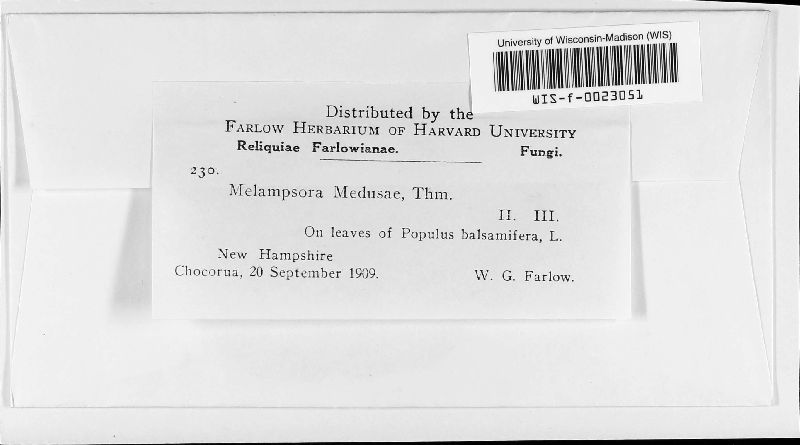 University of Wisconsin-Madison (WIS)
WIS-f-0023051
Distributed by the
FARLOW HERBARIUM OF HARVARD UNIVERSITY
Reliquiae Farlowianae. Fungi.
230.
Melampsora Medusae, Thm.
II. III.
On leaves of Populus balsamifera, L.
New Hampshire
Chocorua, 20 September 1909. W. G. Farlow.